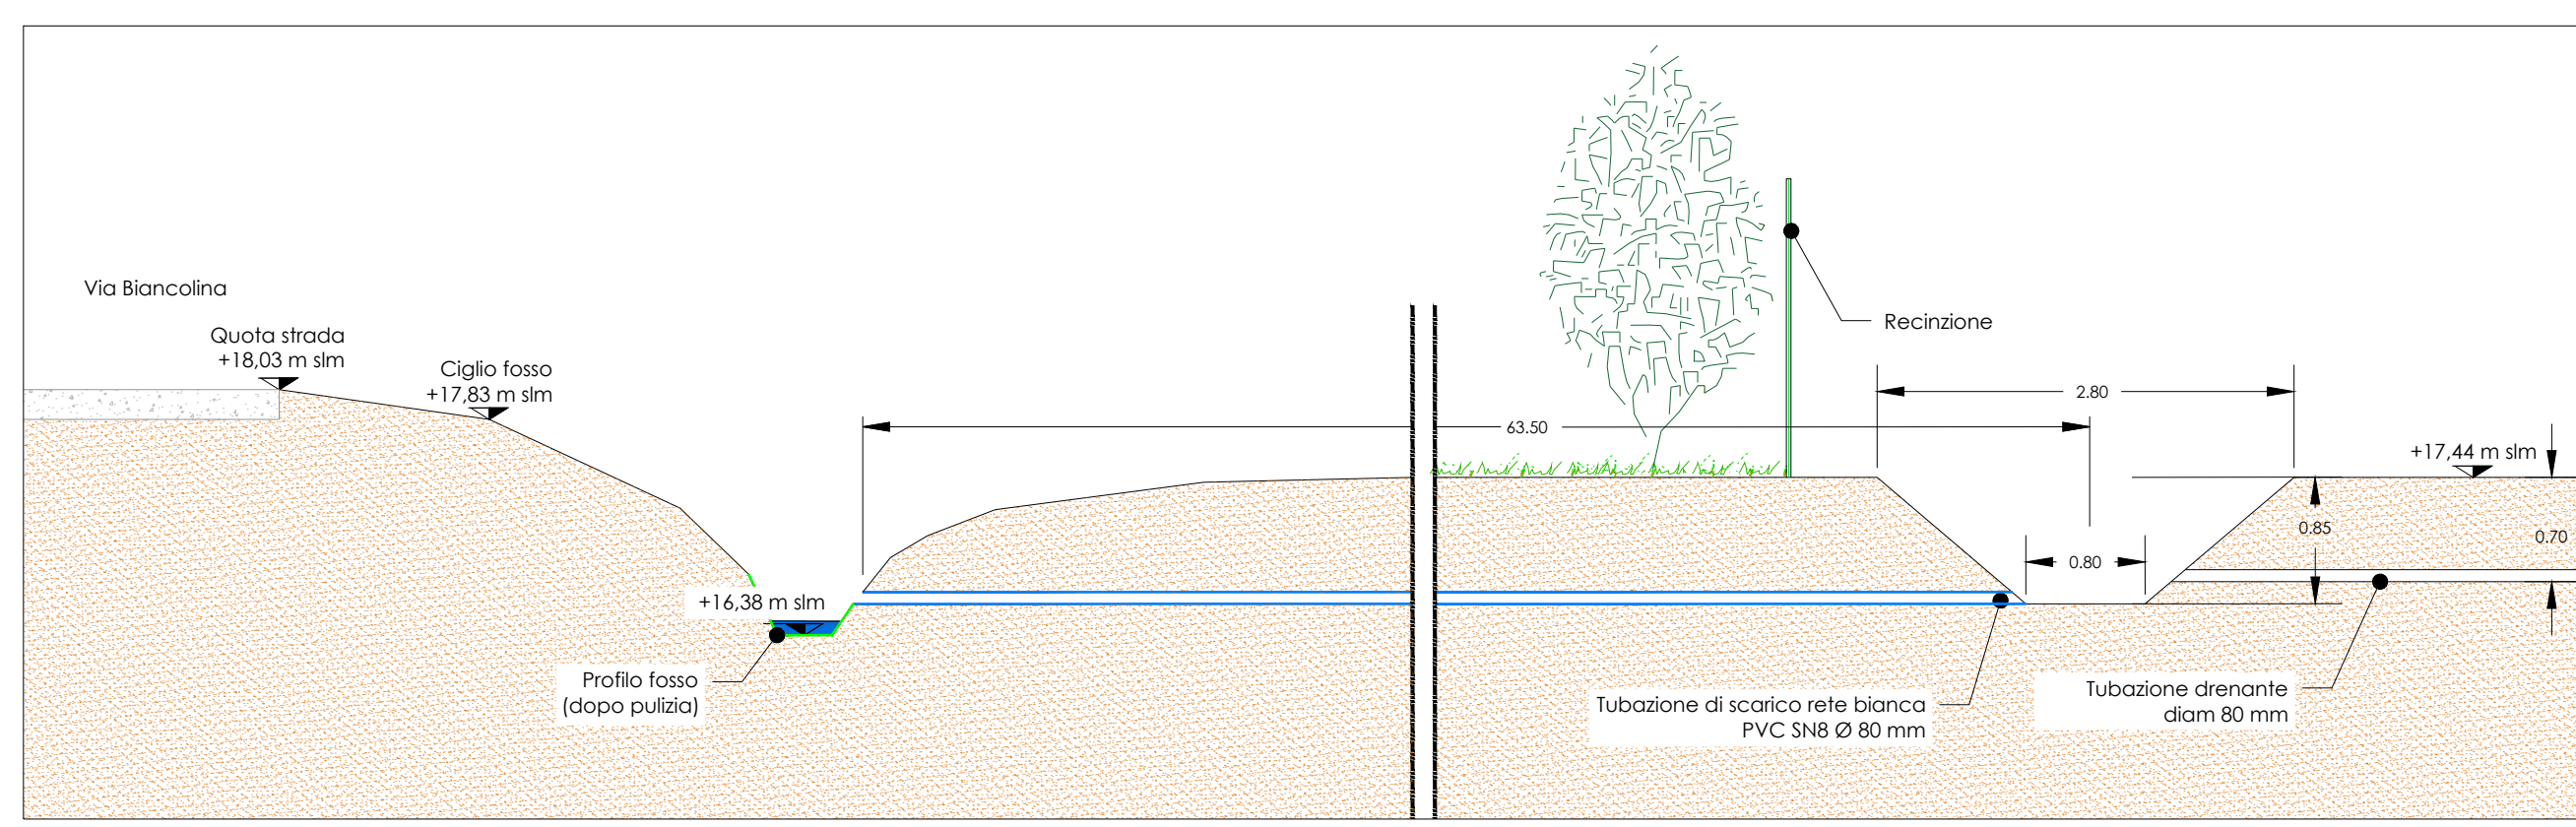 Via Biancolina
Quota strada
+18,03 m slm
Ciglio fosso
+17,83 m slm
Recinzione
2.80
63.50
+17,44 m slm
0.85
0.70
0.80
+16,38 m slm
Profilo fosso
(dopo pulizia)
Tubazione di scarico rete bianca
PVC SN8 Ø 80 mm
Tubazione drenante
diam 80 mm